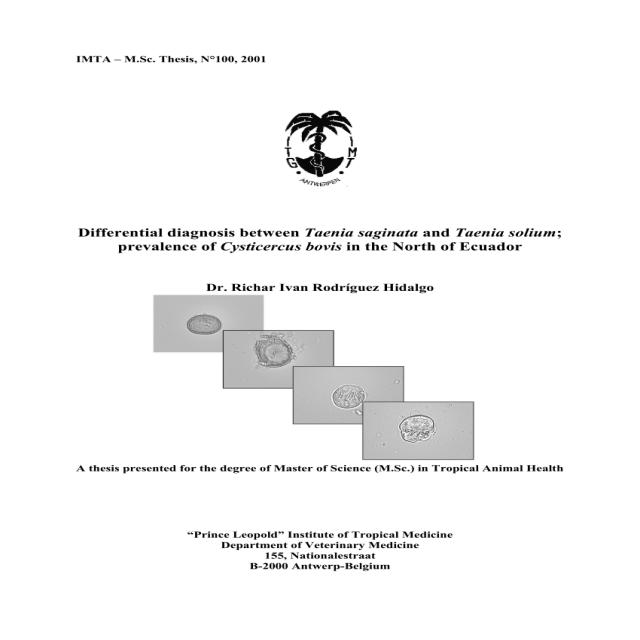 IMTA – M.Sc. Thesis, N°100, 2001
ITG
IMT
ANTWERPEN
Differential diagnosis between Taenia saginata and Taenia solium;
prevalence of Cysticercus bovis in the North of Ecuador
Dr. Richar Ivan Rodríguez Hidalgo
A thesis presented for the degree of Master of Science (M.Sc.) in Tropical Animal Health
“Prince Leopold” Institute of Tropical Medicine
Department of Veterinary Medicine
155, Nationalestraat
B-2000 Antwerp-Belgium